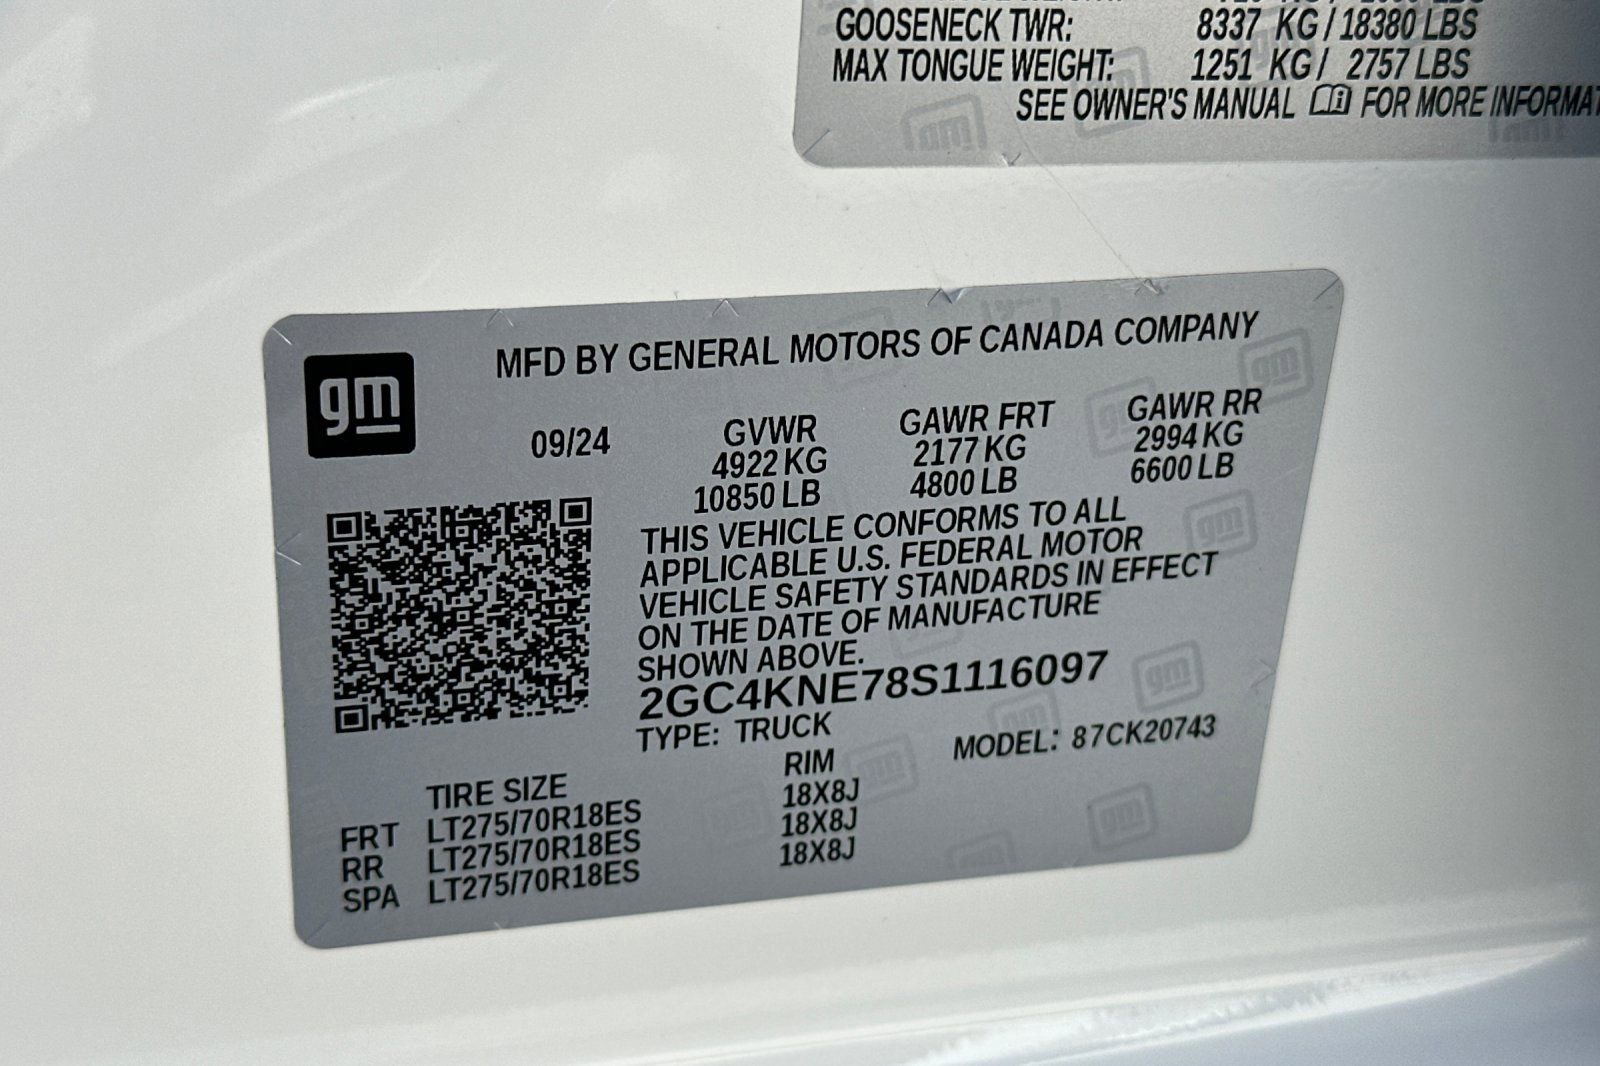 GOOSENECK TWR: 8337 KG / 18380 LBS
MAX TONGUE WEIGHT: 1251 KG / 2757 LBS
SEE OWNER'S MANUAL FOR MORE
gm
MFD BY GENERAL MOTORS OF CANADA COMPANY
09/24 GVWR GAWR FRT GAWR RR
4922 KG 2177 KG 2994 KG
10850 LB 4800 LB 6600 LB
THIS VEHICLE CONFORMS TO ALL
APPLICABLE U.S. FEDERAL MOTOR
VEHICLE SAFETY STANDARDS IN EFFECT
ON THE DATE OF MANUFACTURE
SHOWN ABOVE.
2GC4KNE78S1116097
TYPE: TRUCK MODEL: 87CK20743
TIRE SIZE RIM
FRT LT275/70R18ES 18X8J
RR LT275/70R18ES 18X8J
SPA LT275/70R18ES 18X8J